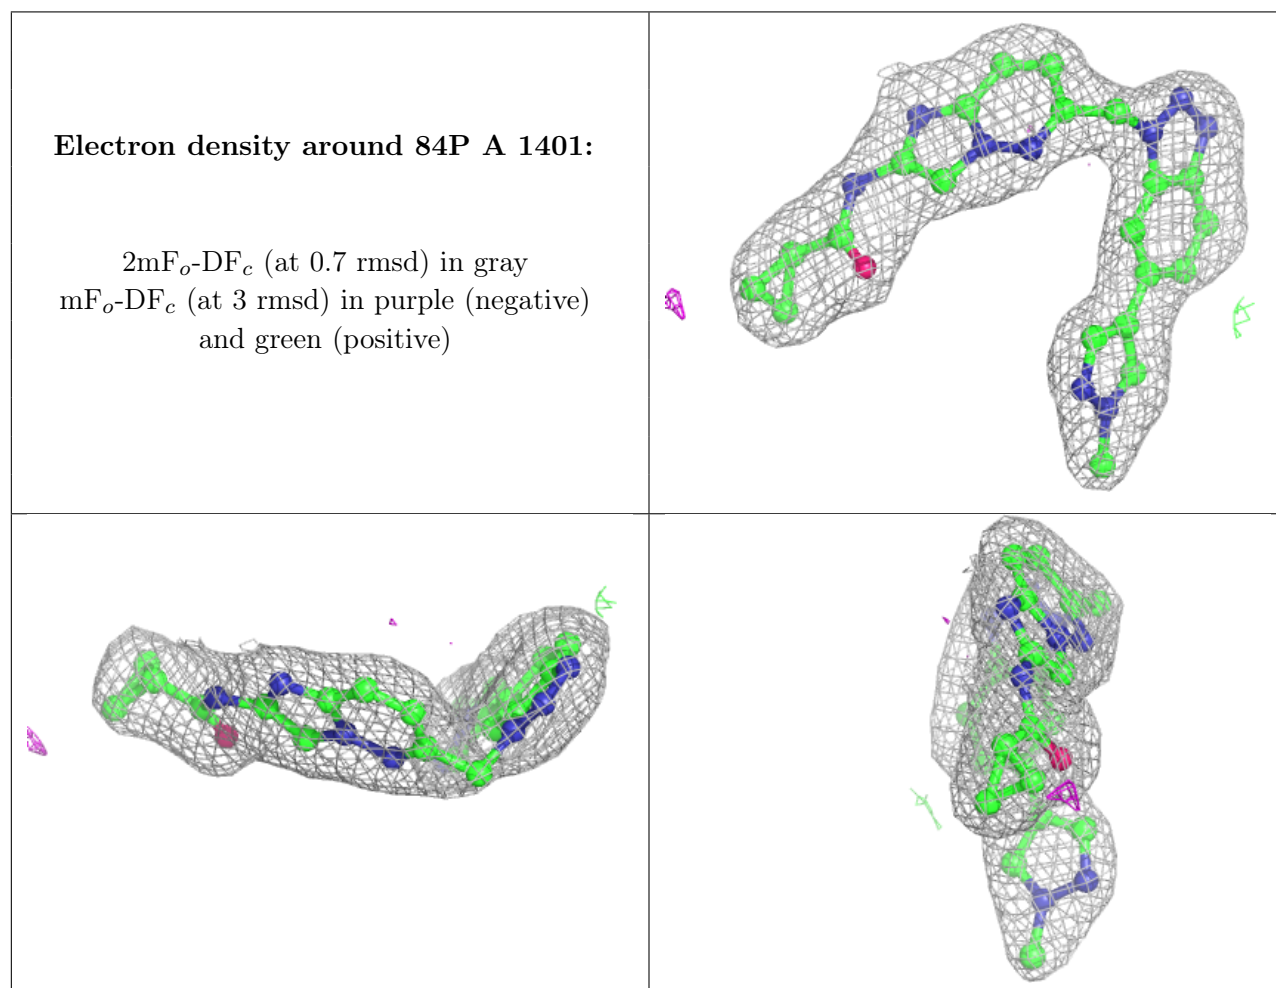 Electron density around 84P A 1401:
2mFₒ-DF𝒸 (at 0.7 rmsd) in gray
mFₒ-DF𝒸 (at 3 rmsd) in purple (negative)
and green (positive)